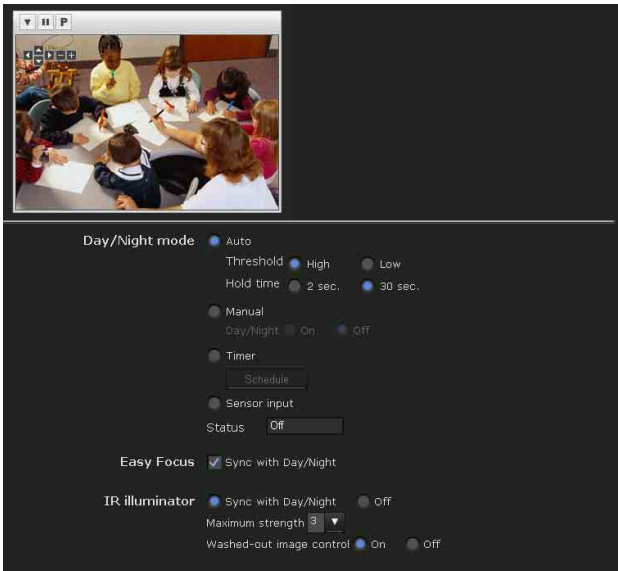 P
Day/Night mode Auto
Threshold High Low
Hold time 2 sec. 30 sec.
Manual
Day/Night On Off
Timer
Schedule
Sensor input
Status Off
Easy Focus Sync with Day/Night
IR illuminator Sync with Day/Night Off
Maximum strength 3
Washed-out image control On Off